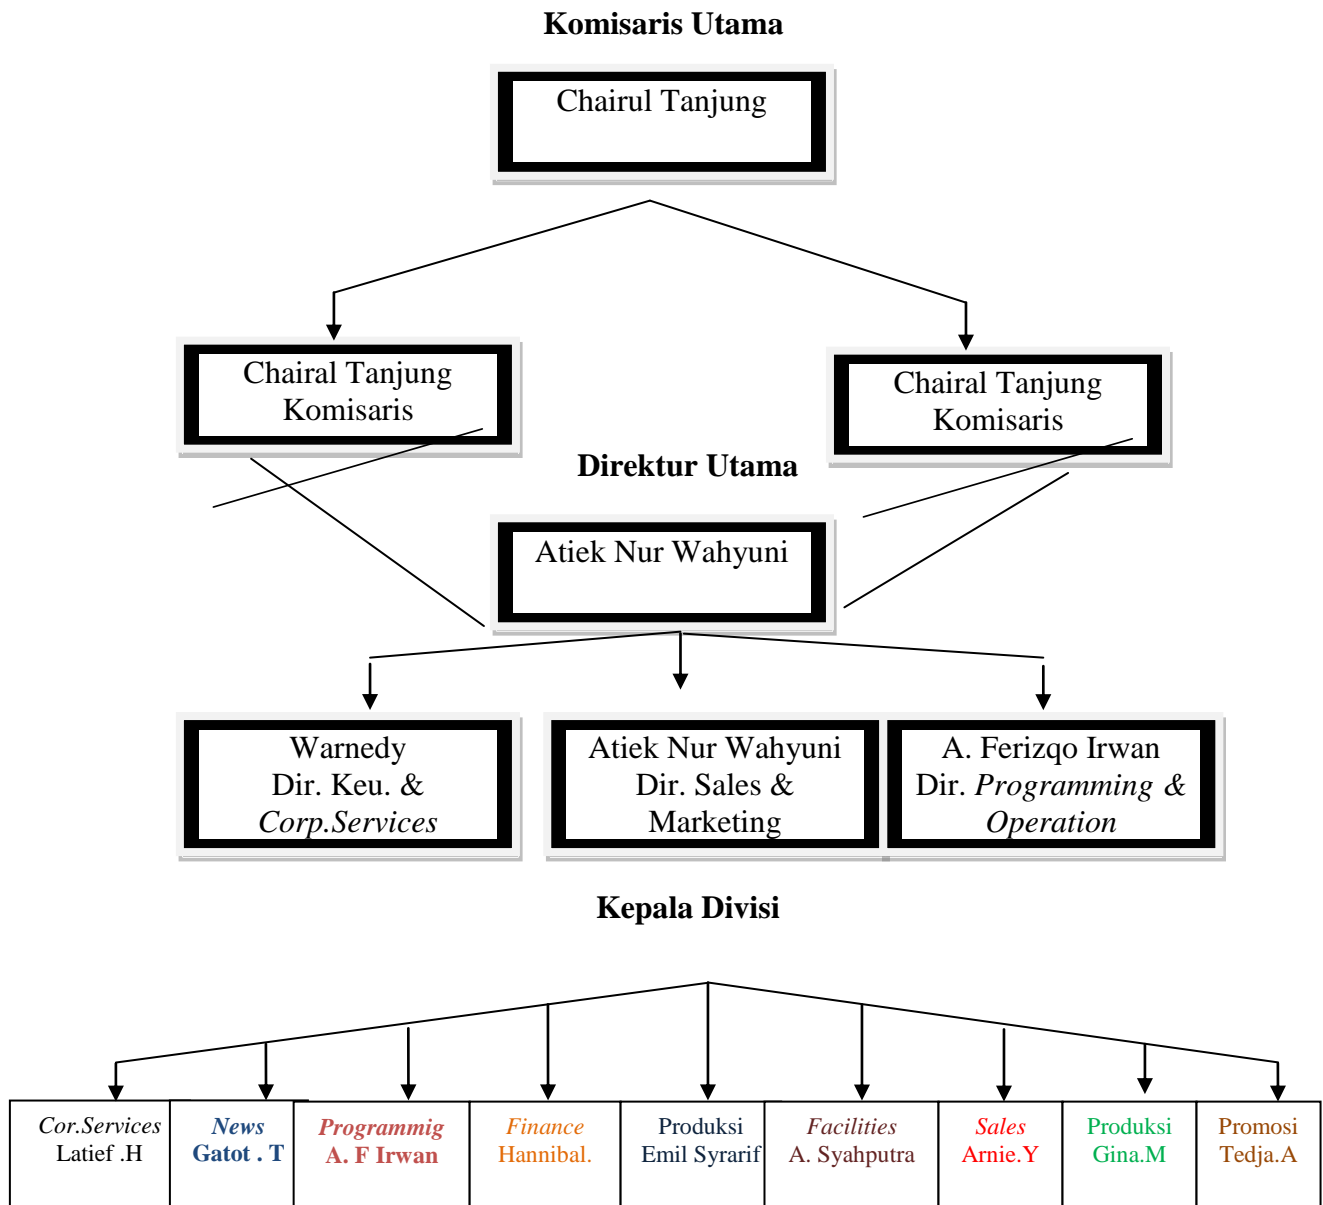 Komisaris Utama
Chairul Tanjung
Chairal Tanjung
Komisaris
Chairal Tanjung
Komisaris
Direktur Utama
Atiek Nur Wahyuni
Warnedy
Dir. Keu. &
Corp.Services
Atiek Nur Wahyuni
Dir. Sales &
Marketing
A. Ferizqo Irwan
Dir. Programming &
Operation
Kepala Divisi
Cor.Services
Latief .H
News
Gatot . T
Programmig
A. F Irwan
Finance
Hannibal.
Produksi
Emil Syrarif
Facilities
A. Syahputra
Sales
Arnie.Y
Produksi
Gina.M
Promosi
Tedja.A